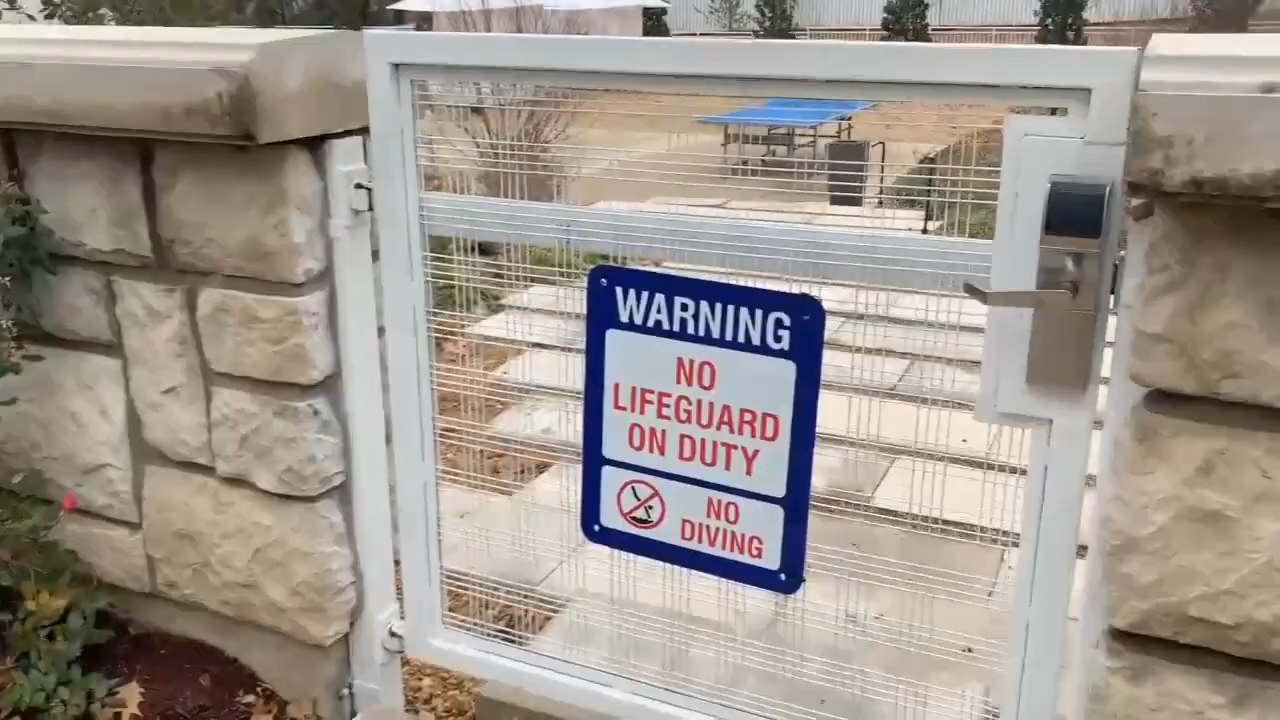 WARNING
NO
LIFEGUARD
ON DUTY
NO
DIVING